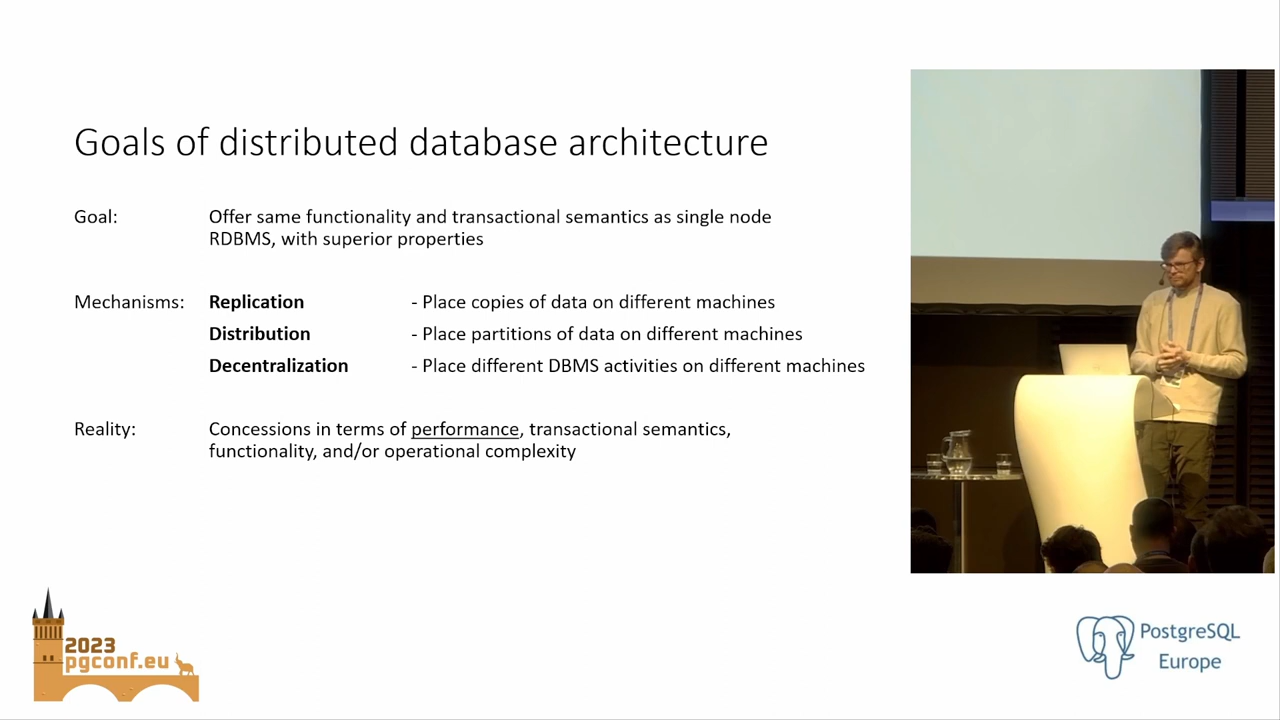 Goals of distributed database architecture
Goal: Offer same functionality and transactional semantics as single node
RDBMS, with superior properties
Mechanisms: Replication - Place copies of data on different machines
Distribution - Place partitions of data on different machines
Decentralization - Place different DBMS activities on different machines
Reality: Concessions in terms of performance, transactional semantics,
functionality, and/or operational complexity
2023
pgconf.eu
PostgreSQL
Europe